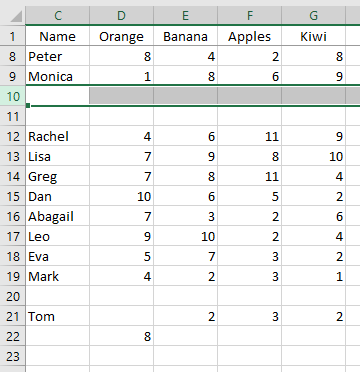 C D E F G
1 Name Orange Banana Apples Kiwi
8 Peter 8 4 2 8
9 Monica 1 8 6 9
10
11
12 Rachel 4 6 11 9
13 Lisa 7 9 8 10
14 Greg 7 8 11 4
15 Dan 10 6 5 2
16 Abagail 7 3 2 6
17 Leo 9 10 2 4
18 Eva 5 7 3 2
19 Mark 4 2 3 1
20
21 Tom 2 3 2
22 8
23